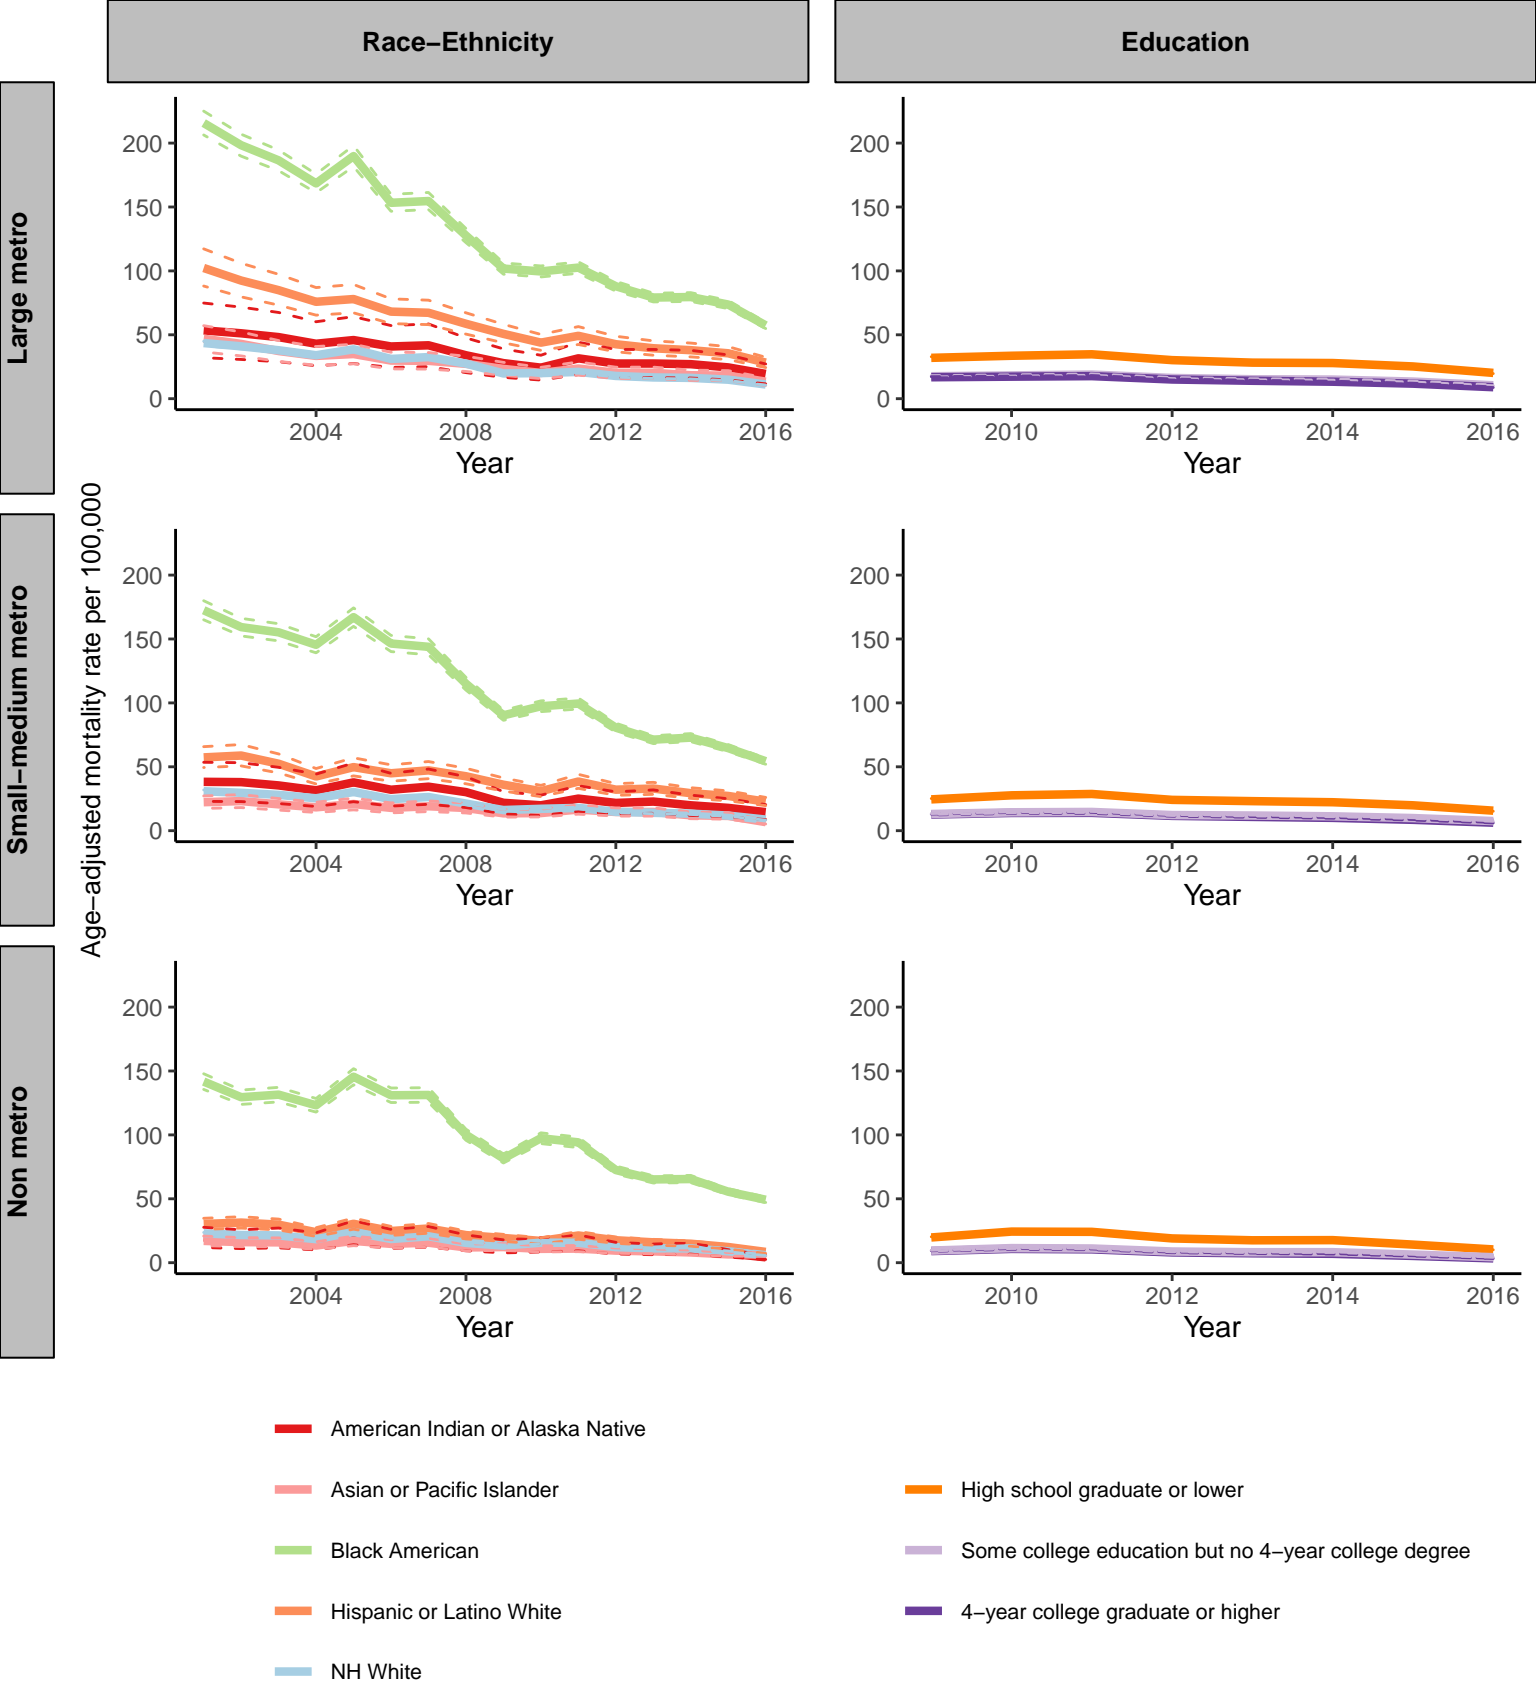 Race–Ethnicity
Education
Large metro
200
150
100
50
0
2004 2008 2012 2016
Year
200
150
100
50
0
2010 2012 2014 2016
Year
Age–adjusted mortality rate per 100,000
Small–medium metro
200
150
100
50
0
2004 2008 2012 2016
Year
200
150
100
50
0
2010 2012 2014 2016
Year
Non metro
200
150
100
50
0
2004 2008 2012 2016
Year
200
150
100
50
0
2010 2012 2014 2016
Year
American Indian or Alaska Native
Asian or Pacific Islander
Black American
Hispanic or Latino White
NH White
High school graduate or lower
Some college education but no 4–year college degree
4–year college graduate or higher